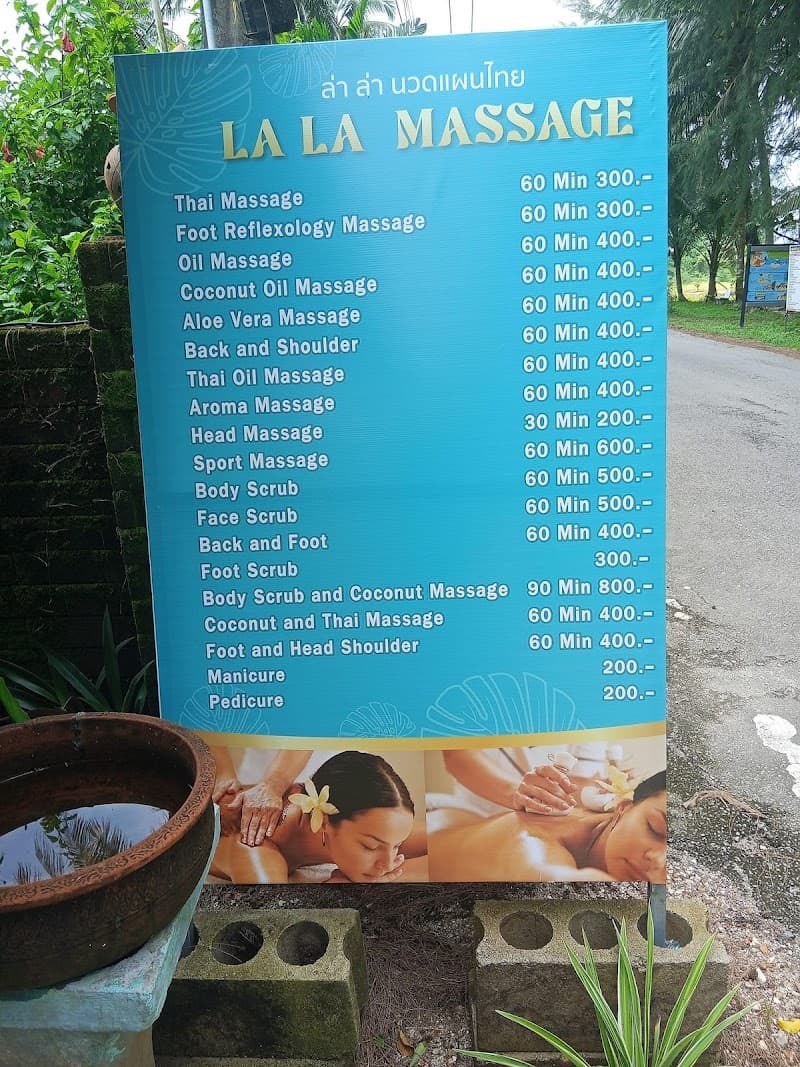 ล่า ล่า นวดแผนไทย
LA LA MASSAGE
Thai Massage 60 Min 300.-
Foot Reflexology Massage 60 Min 300.-
Oil Massage 60 Min 400.-
Coconut Oil Massage 60 Min 400.-
Aloe Vera Massage 60 Min 400.-
Back and Shoulder 60 Min 400.-
Thai Oil Massage 60 Min 400.-
Aroma Massage 60 Min 400.-
Head Massage 30 Min 200.-
Sport Massage 60 Min 600.-
Body Scrub 60 Min 500.-
Face Scrub 60 Min 500.-
Back and Foot 60 Min 400.-
Foot Scrub 300.-
Body Scrub and Coconut Massage 90 Min 800.-
Coconut and Thai Massage 60 Min 400.-
Foot and Head Shoulder 60 Min 400.-
Manicure 200.-
Pedicure 200.-